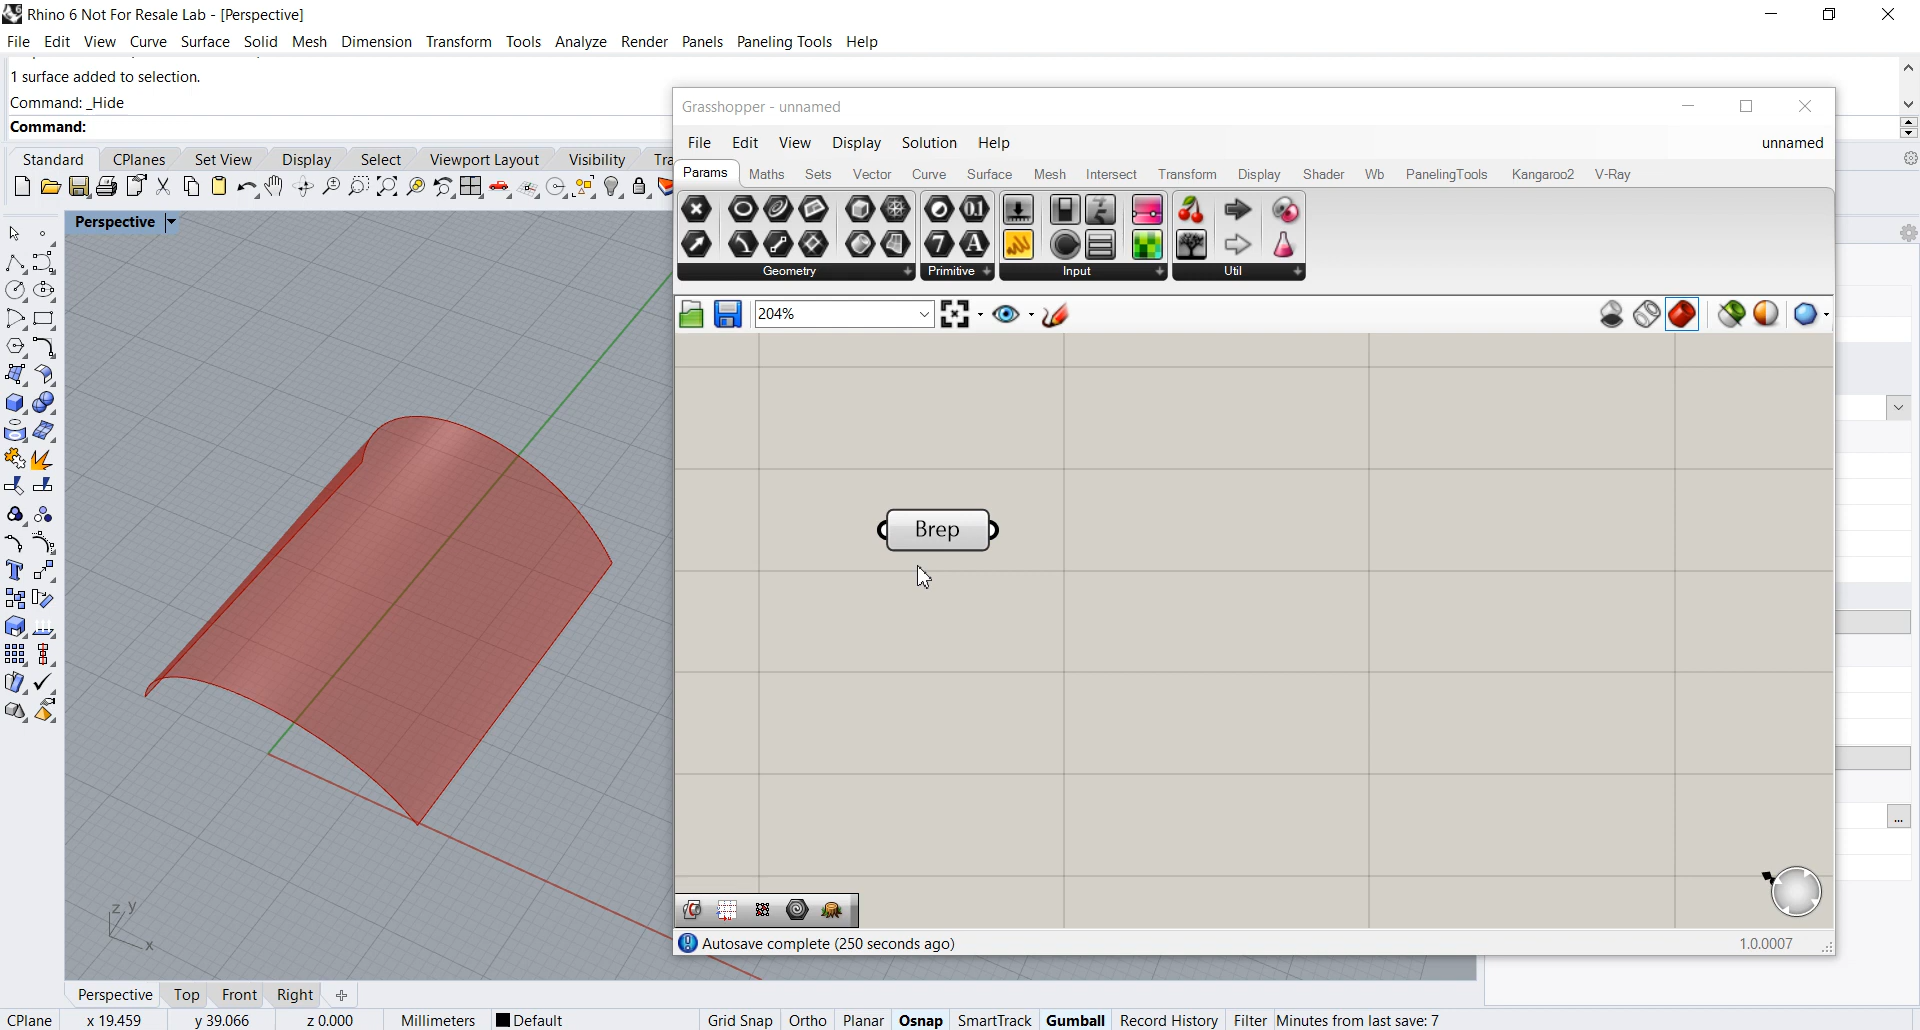 Rhino 6 Not For Resale Lab - [Perspective]
File Edit View Curve Surface Solid Mesh Dimension Transform Tools Analyze Render Panels Paneling Tools Help
1 surface added to selection.
Command: _Hide
Command:
Standard CPlanes Set View Display Select Viewport Layout Visibility Tra
Perspective
Grasshopper - unnamed
File Edit View Display Solution Help unnamed
Params Maths Sets Vector Curve Surface Mesh Intersect Transform Display Shader Wb PanelingTools Kangaroo2 V-Ray
Geometry Primitive Input Util
204%
Brep
Autosave complete (250 seconds ago) 1.0.0007
z y
x
Perspective Top Front Right
CPlane x 19.459 y 39.066 z 0.000 Millimeters Default Grid Snap Ortho Planar Osnap SmartTrack Gumball Record History Filter Minutes from last save: 7